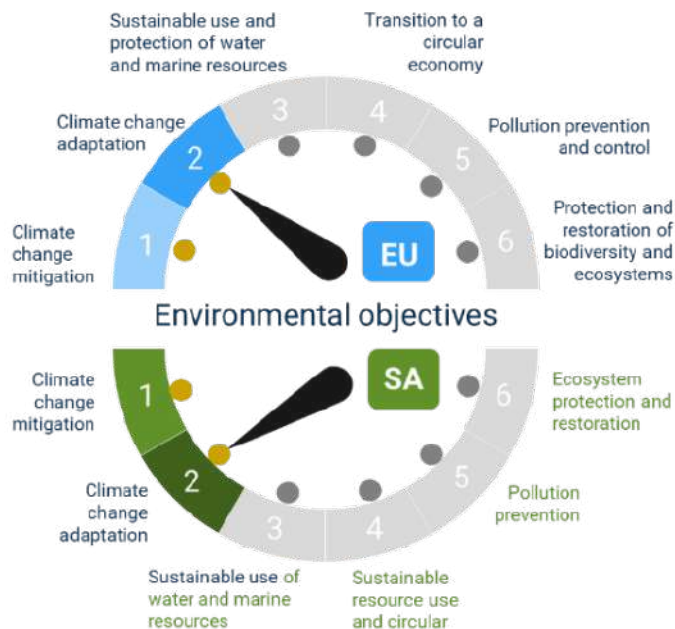 Sustainable use and
protection of water
and marine resources
Transition to a
circular
economy
3
4
Climate change
adaptation
2
5
Pollution prevention
and control
Climate
change
mitigation
1
6
Protection and
restoration of
biodiversity and
ecosystems
EU
Environmental objectives
SA
Climate
change
mitigation
1
6
Ecosystem
protection and
restoration
Climate
change
adaptation
2
5
Pollution
prevention
3
4
Sustainable use of
water and marine
resources
Sustainable
resource use
and circular